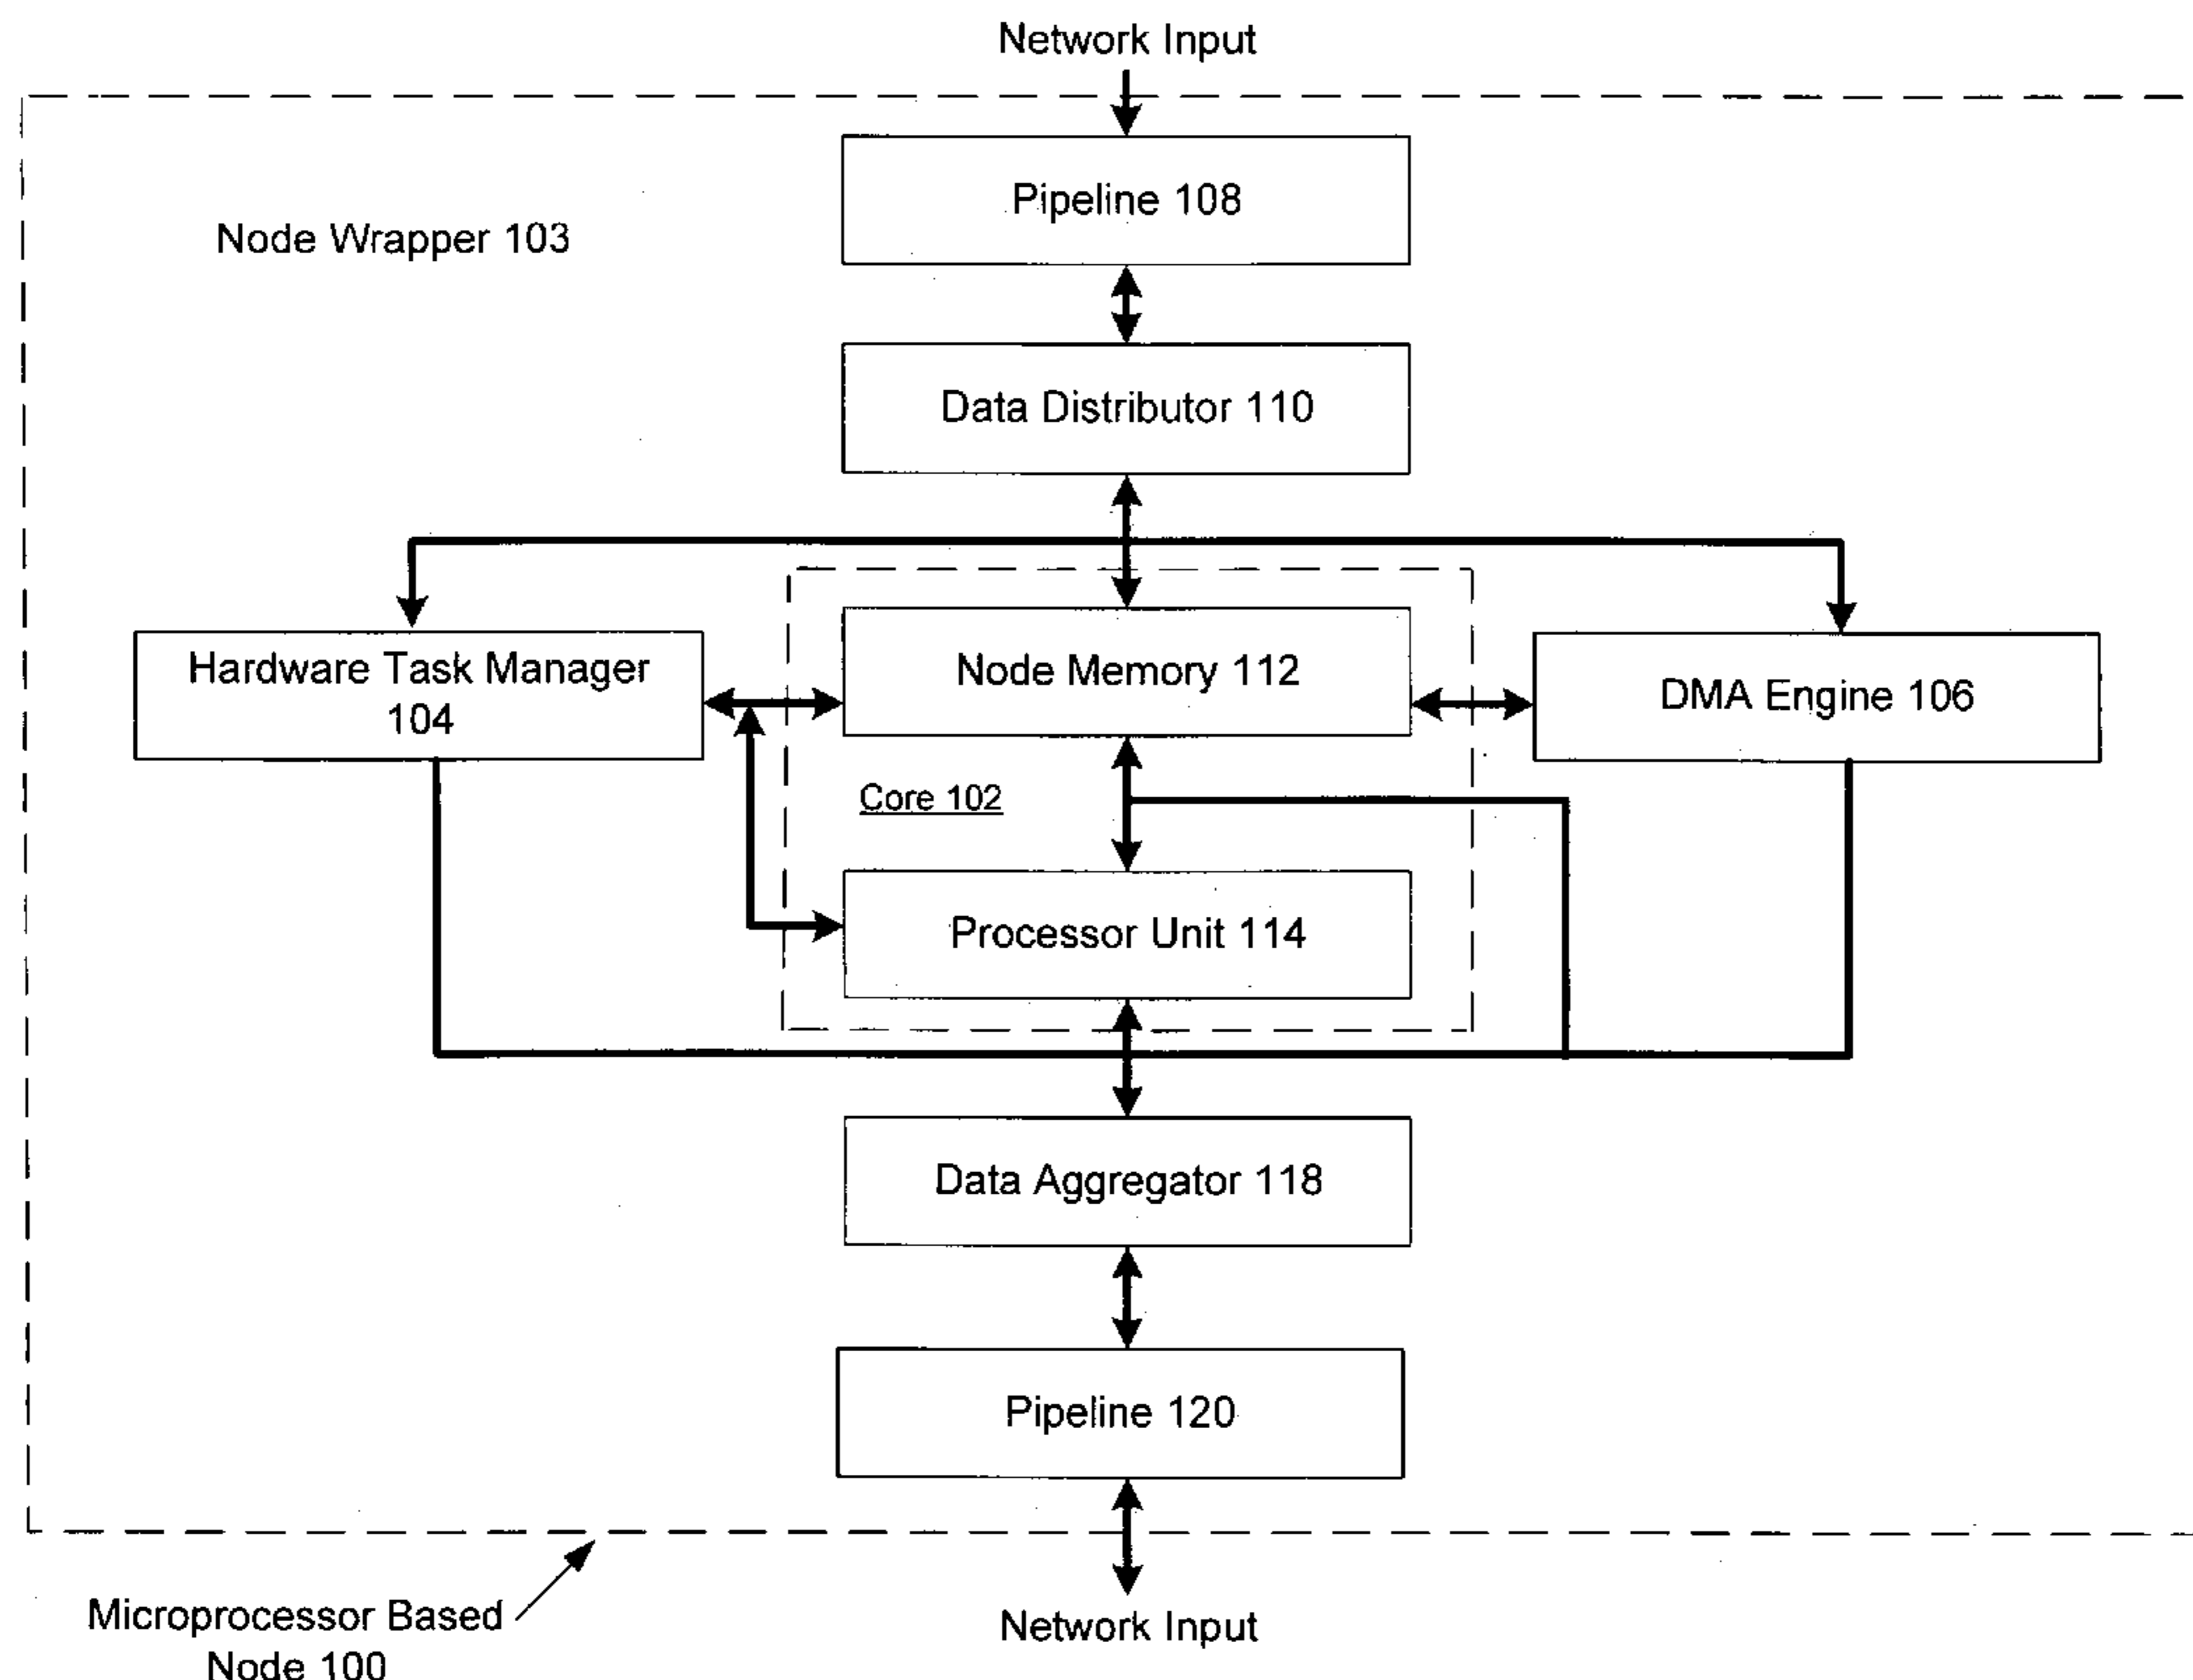 Network Input
Pipeline 108
Node Wrapper 103
Data Distributor 110
Hardware Task Manager
104
Node Memory 112
DMA Engine 106
Core 102
Processor Unit 114
Data Aggregator 118
Pipeline 120
Microprocessor Based
Node 100
Network Input